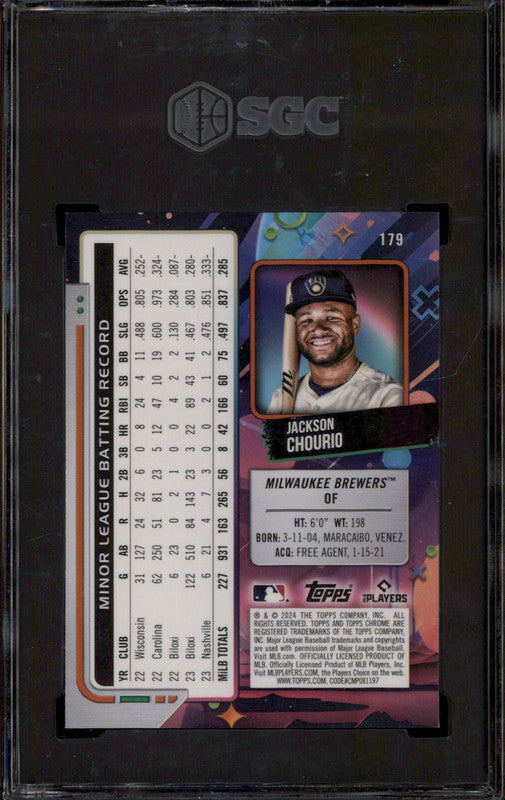 SGC
179
JACKSON
CHOURIO
MILWAUKEE BREWERS™
OF
HT: 6'0" WT: 198
BORN: 3-11-04, MARACAIBO, VENEZ.
ACQ: FREE AGENT, 1-15-21
Topps
MLB PLAYERS
® & © 2024 THE TOPPS COMPANY, INC. ALL
RIGHTS RESERVED. TOPPS AND TOPPS CHROME ARE
REGISTERED TRADEMARKS OF THE TOPPS COMPANY,
INC. Major League Baseball trademarks and copyrights
are used with permission of Major League Baseball.
Visit MLB.com. OFFICIALLY LICENSED PRODUCT OF
MLB. Officially Licensed Product of MLB Players, Inc.
Visit MLBPLAYERS.com, the Players Choice on the web.
WWW.TOPPS.COM. CODE#CMP081197
MINOR LEAGUE BATTING RECORD
YR CLUB G AB R H 2B 3B HR RBI SB BB SLG OPS AVG
22 Wisconsin 31 127 24 32 6 0 8 24 4 11 .488 .805 .252-
22 Carolina 62 250 51 81 23 5 12 47 10 19 .600 .973 .324-
22 Biloxi 6 23 0 2 1 0 0 4 2 2 .130 .284 .087-
23 Biloxi 122 510 84 143 23 3 22 89 43 41 .467 .803 .280-
23 Nashville 6 21 4 7 3 0 0 2 1 2 .476 .851 .333-
MiLB TOTALS 227 931 163 265 56 8 42 166 60 75 .497 .837 .285